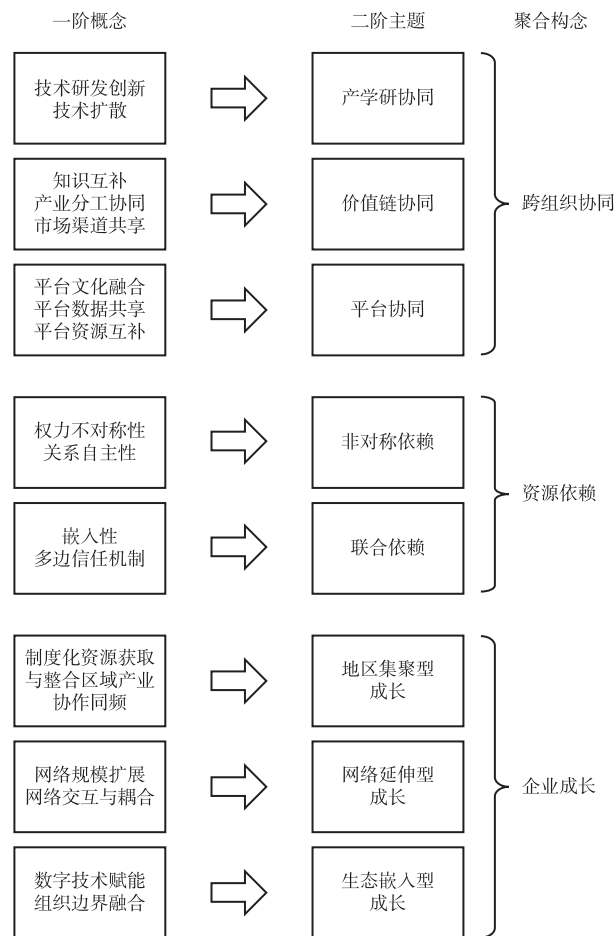 一阶概念
二阶主题
聚合构念
技术研发创新
技术扩散
产学研协同
知识互补
产业分工协同
市场渠道共享
价值链协同
平台文化融合
平台数据共享
平台资源互补
平台协同
跨组织协同
权力不对称性
关系自主性
非对称依赖
嵌入性
多边信任机制
联合依赖
资源依赖
制度化资源获取
与整合区域产业
协作同频
地区集聚型
成长
网络规模扩展
网络交互与耦合
网络延伸型
成长
数字技术赋能
组织边界融合
生态嵌入型
成长
企业成长